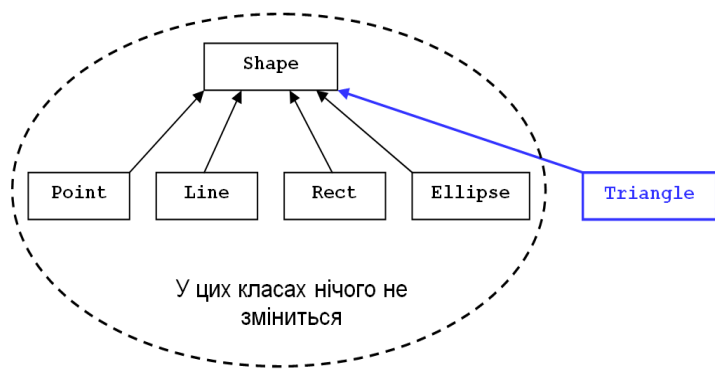 Shape
Point
Line
Rect
Ellipse
Triangle
У цих класах нічого не
зміниться